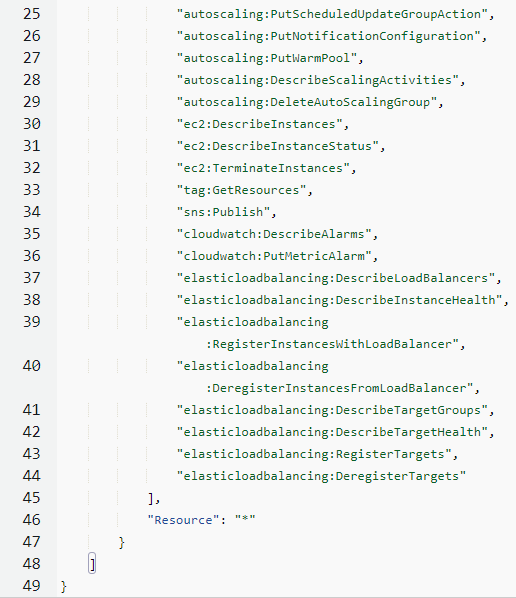 25 "autoscaling:PutScheduledUpdateGroupAction",
26 "autoscaling:PutNotificationConfiguration",
27 "autoscaling:PutWarmPool",
28 "autoscaling:DescribeScalingActivities",
29 "autoscaling:DeleteAutoScalingGroup",
30 "ec2:DescribeInstances",
31 "ec2:DescribeInstanceStatus",
32 "ec2:TerminateInstances",
33 "tag:GetResources",
34 "sns:Publish",
35 "cloudwatch:DescribeAlarms",
36 "cloudwatch:PutMetricAlarm",
37 "elasticloadbalancing:DescribeLoadBalancers",
38 "elasticloadbalancing:DescribeInstanceHealth",
39 "elasticloadbalancing
:RegisterInstancesWithLoadBalancer",
40 "elasticloadbalancing
:DeregisterInstancesFromLoadBalancer",
41 "elasticloadbalancing:DescribeTargetGroups",
42 "elasticloadbalancing:DescribeTargetHealth",
43 "elasticloadbalancing:RegisterTargets",
44 "elasticloadbalancing:DeregisterTargets"
45 ],
46 "Resource": "*"
47 }
48 ]
49 }